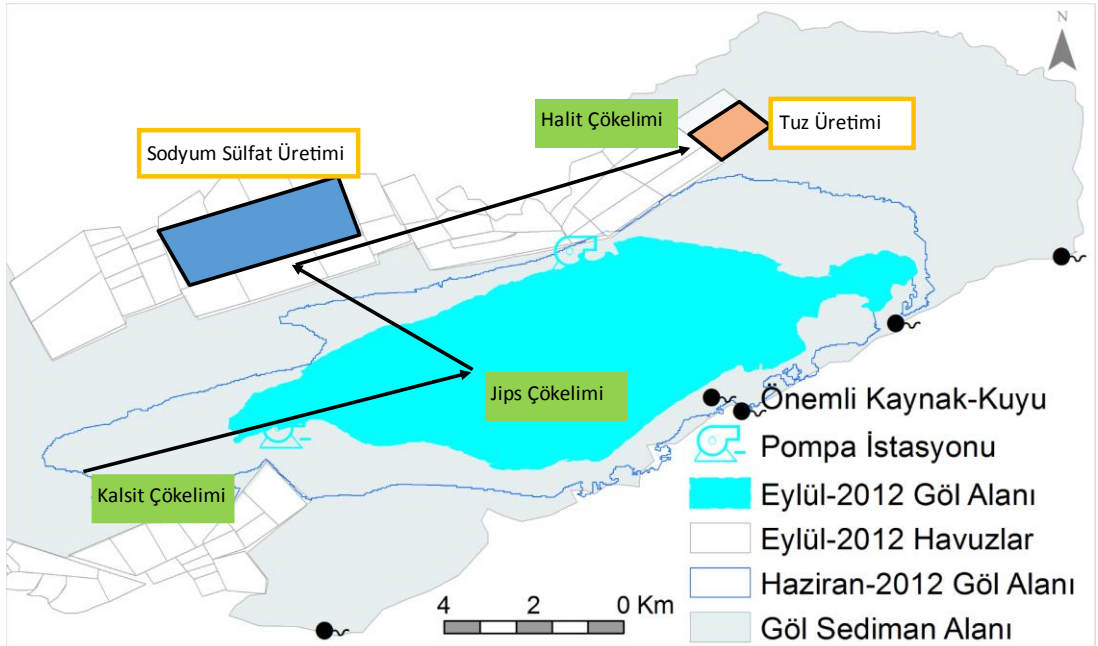 N
Halit Çökelimi
Tuz Üretimi
Sodyum Sülfat Üretimi
Jips Çökelimi
Kalsit Çökelimi
Önemli Kaynak-Kuyu
Pompa İstasyonu
Eylül-2012 Göl Alanı
Eylül-2012 Havuzlar
Haziran-2012 Göl Alanı
Göl Sediman Alanı
4 2 0 Km